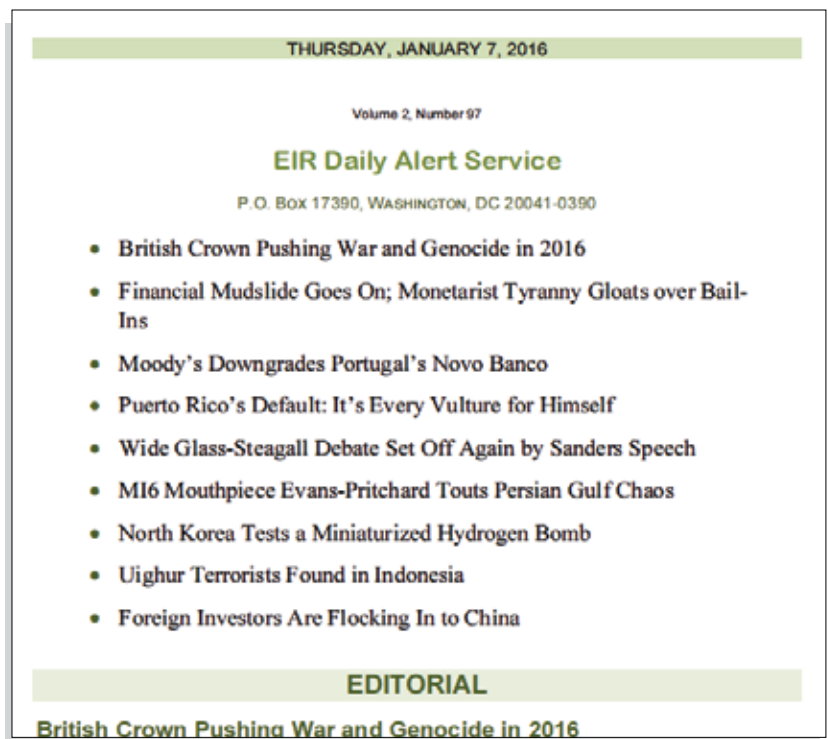 THURSDAY, JANUARY 7, 2016
Volume 2, Number 97
EIR Daily Alert Service
P.O. BOX 17390, WASHINGTON, DC 20041-0390
• British Crown Pushing War and Genocide in 2016
• Financial Mudslide Goes On; Monetarist Tyranny Gloats over Bail-
Ins
• Moody's Downgrades Portugal's Novo Banco
• Puerto Rico's Default: It's Every Vulture for Himself
• Wide Glass-Steagall Debate Set Off Again by Sanders Speech
• MI6 Mouthpiece Evans-Pritchard Touts Persian Gulf Chaos
• North Korea Tests a Miniaturized Hydrogen Bomb
• Uighur Terrorists Found in Indonesia
• Foreign Investors Are Flocking In to China
EDITORIAL
British Crown Pushing War and Genocide in 2016